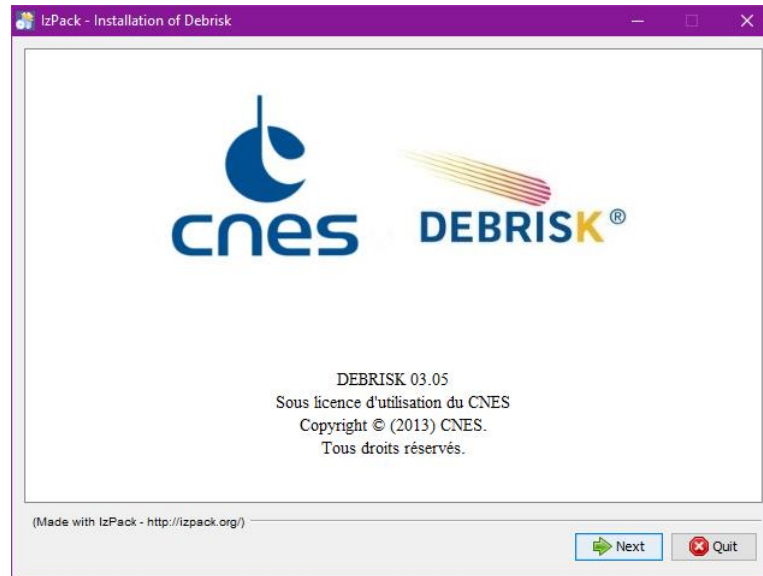 IzPack - Installation of Debrisk
cnes
DEBRISK®
DEBRISK 03.05
Sous licence d'utilisation du CNES
Copyright © (2013) CNES.
Tous droits réservés.
(Made with IzPack - http://izpack.org/)
Next
Quit